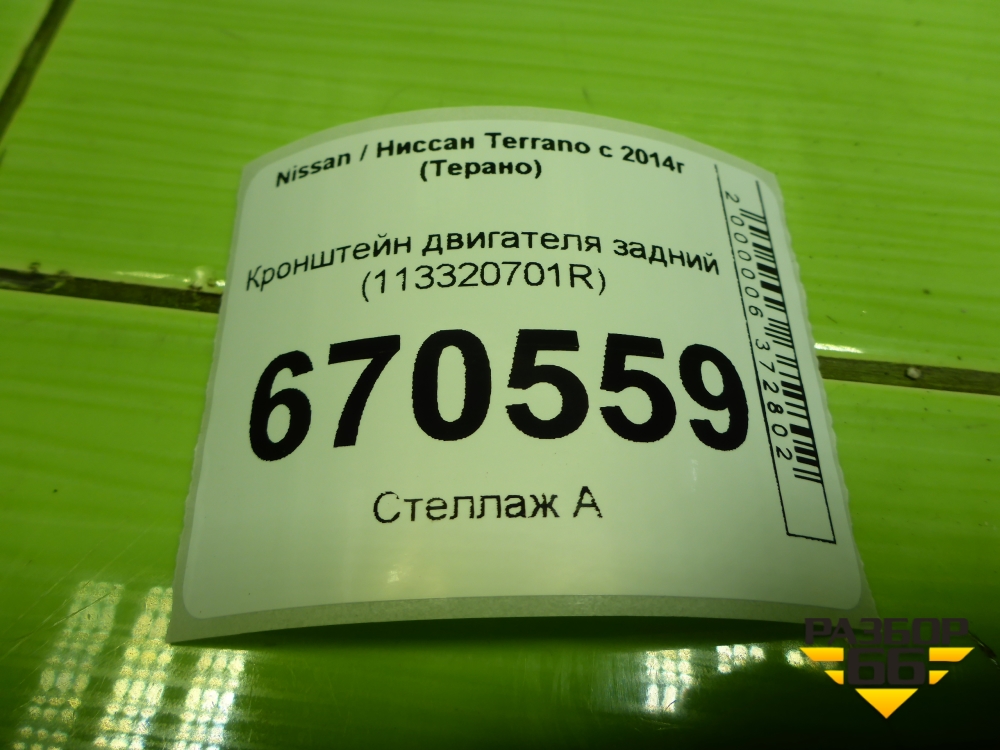 Nissan / Ниссан Terrano с 2014г
(Терано)
Кронштейн двигателя задний
(113320701R)
670559
Стеллаж А
2000006372802
РАЗБОР
66